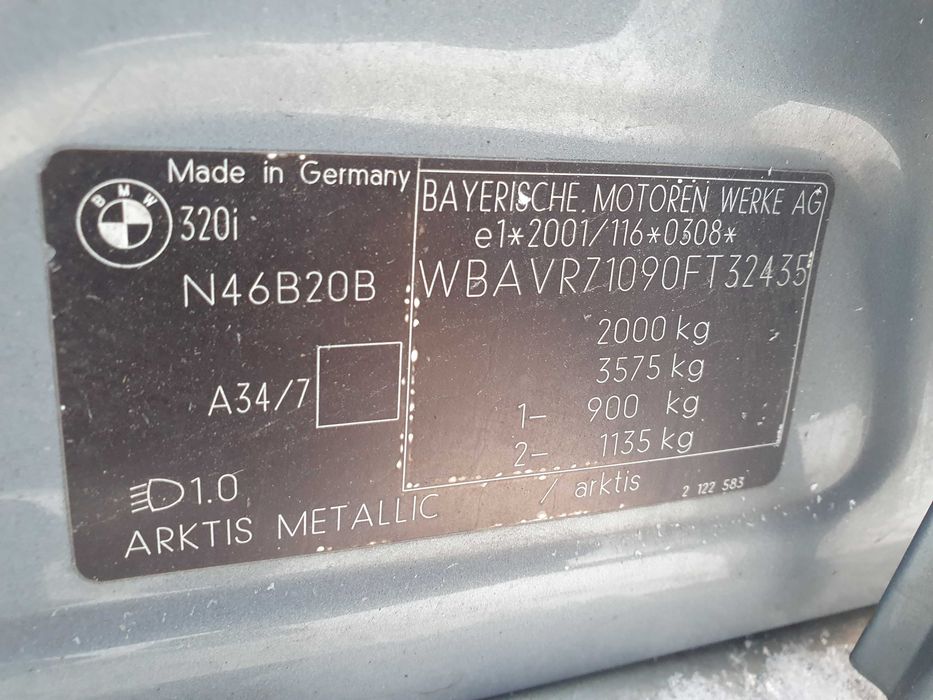 Made in Germany
BMW
320i
N46B20B
A34/7
1.0
ARKTIS METALLIC / arktis
BAYERISCHE MOTOREN WERKE AG
e1*2001/116*0308*
WBAVR71090FT32435
2000 kg
3575 kg
1- 900 kg
2- 1135 kg
2 122 583